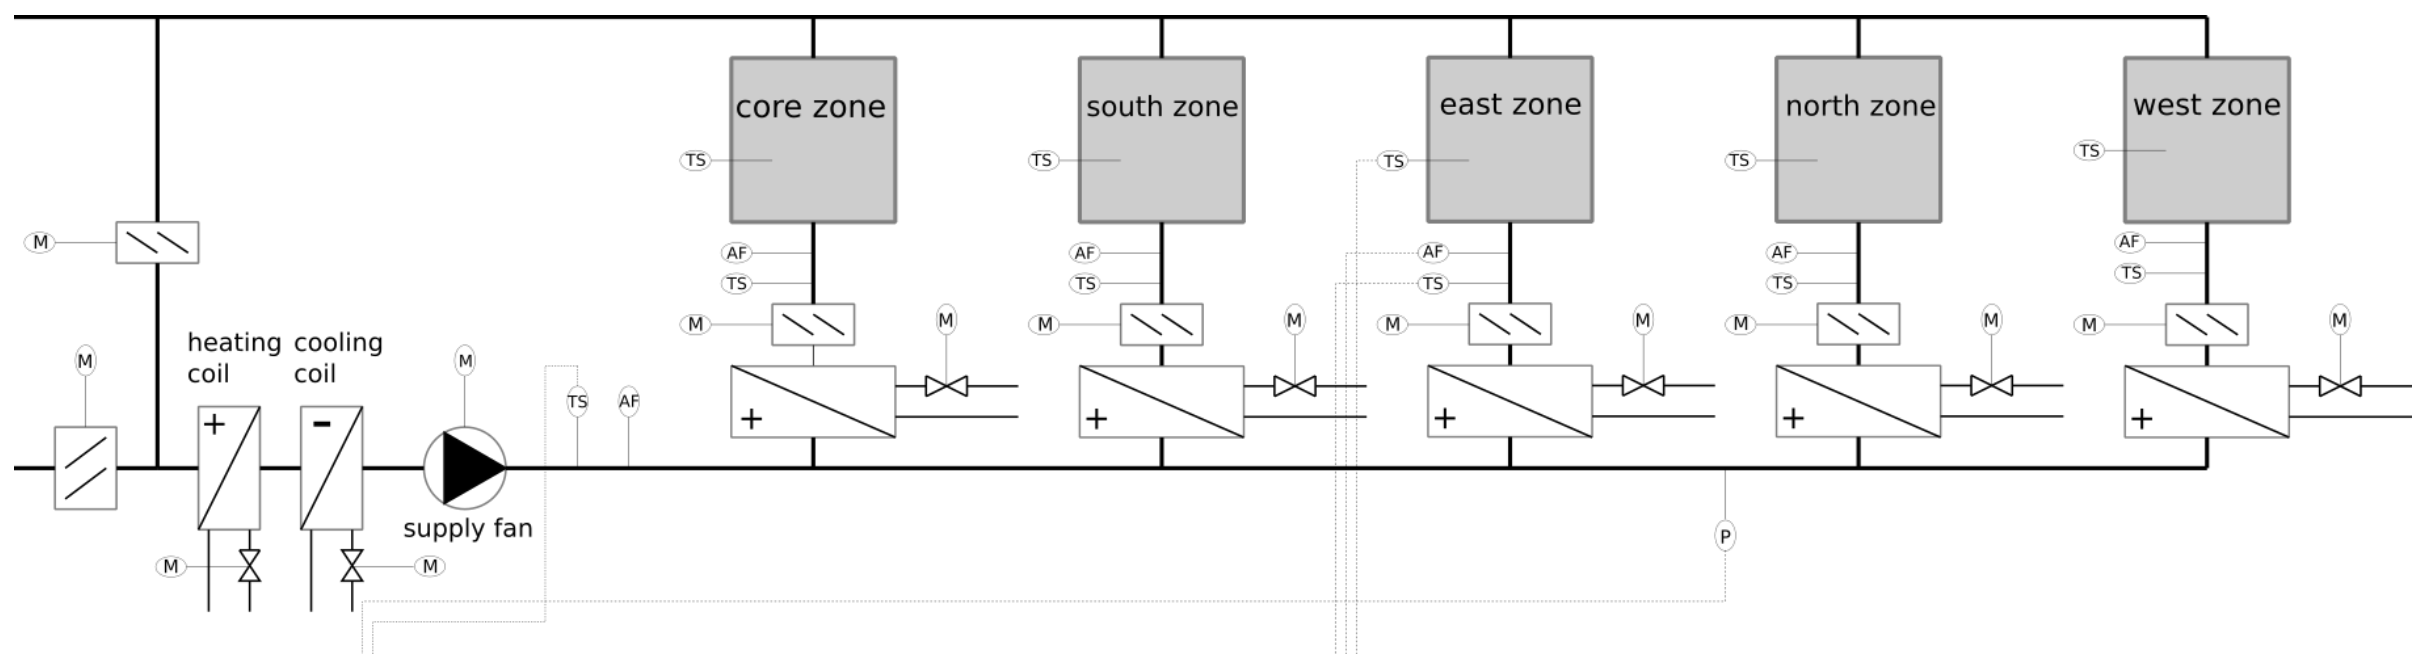 core zone
south zone
east zone
north zone
west zone
TS
TS
TS
TS
TS
M
AF
AF
AF
AF
AF
TS
TS
TS
TS
TS
M
M
M
M
M
M
M
M
M
M
heating cooling
coil coil
M
M
TS
AF
+
-
+
+
+
+
+
supply fan
P
M
M